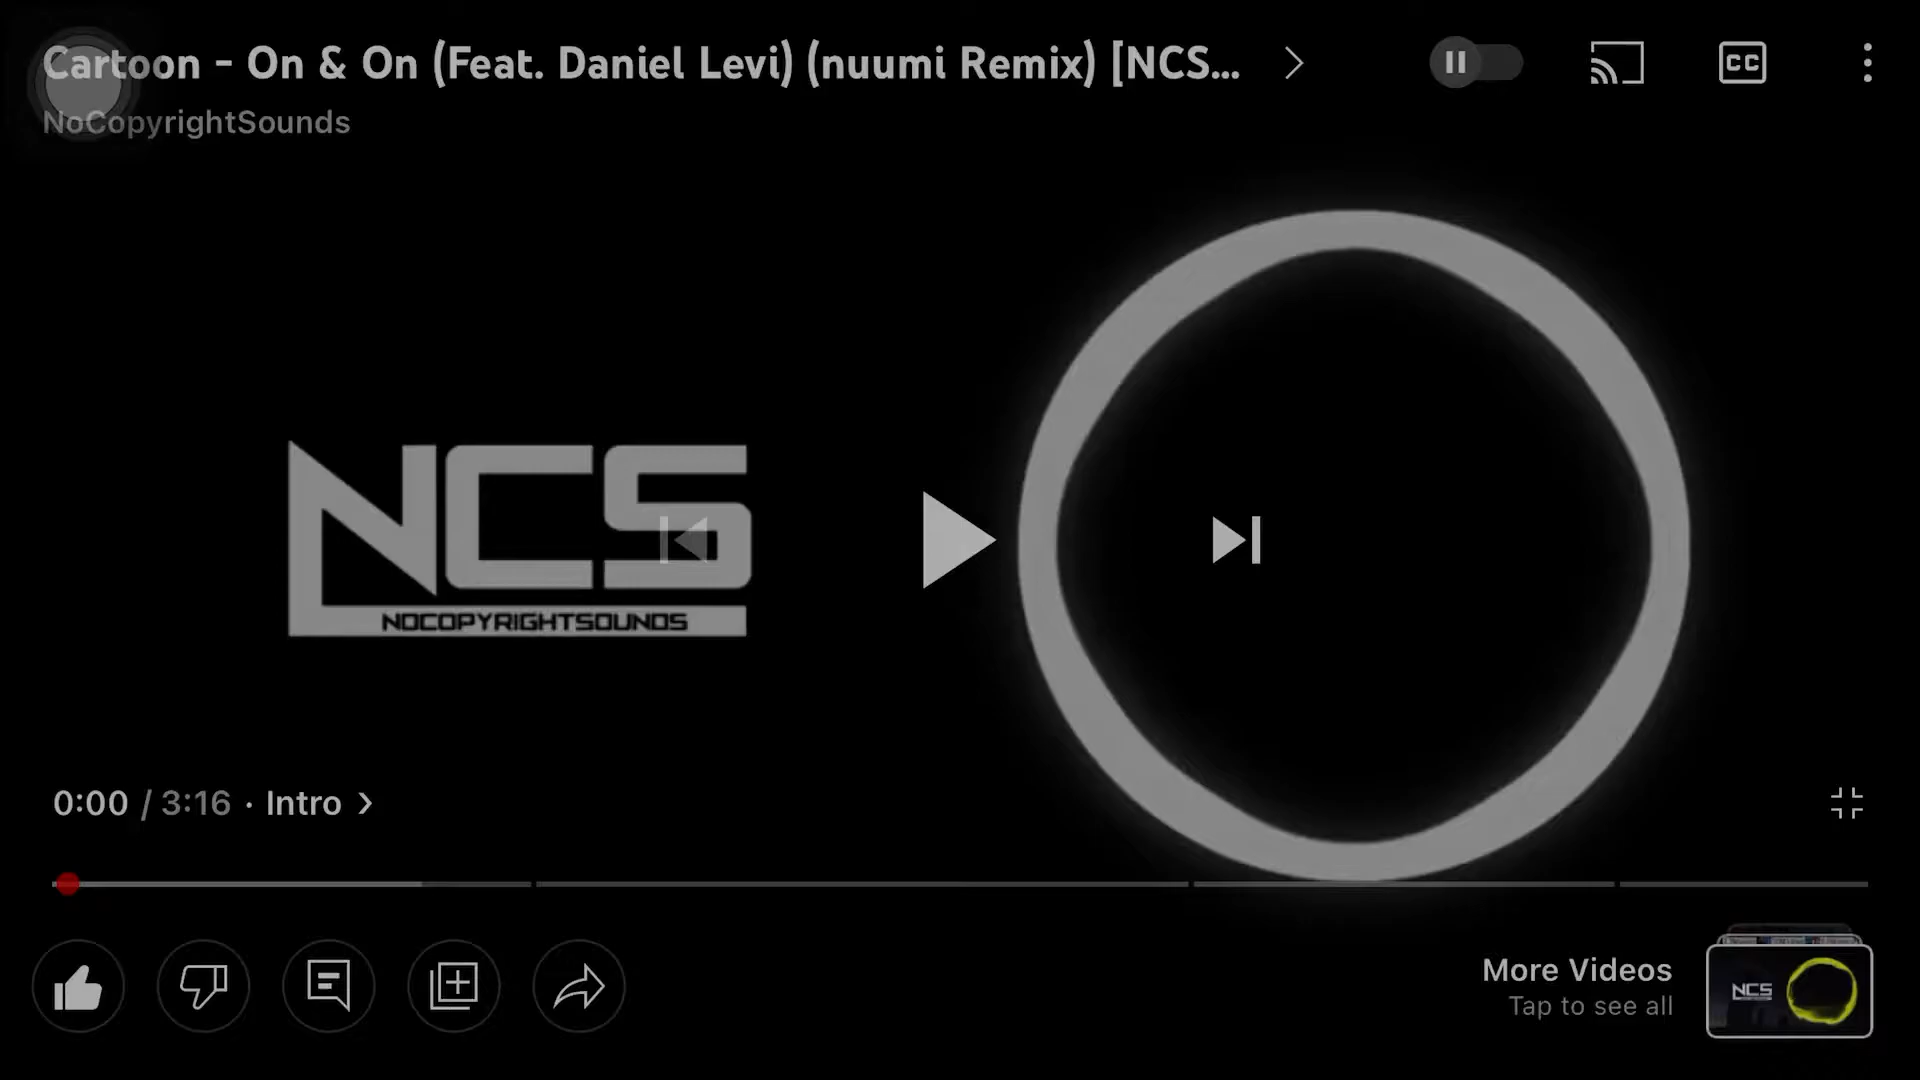 Cartoon - On & On (Feat. Daniel Levi) (nuumi Remix) [NCS...
CC
NoCopyrightSounds
NCS
NOCOPYRIGHTSOUNDS
0:00 / 3:16 · Intro
More Videos
Tap to see all
NCS